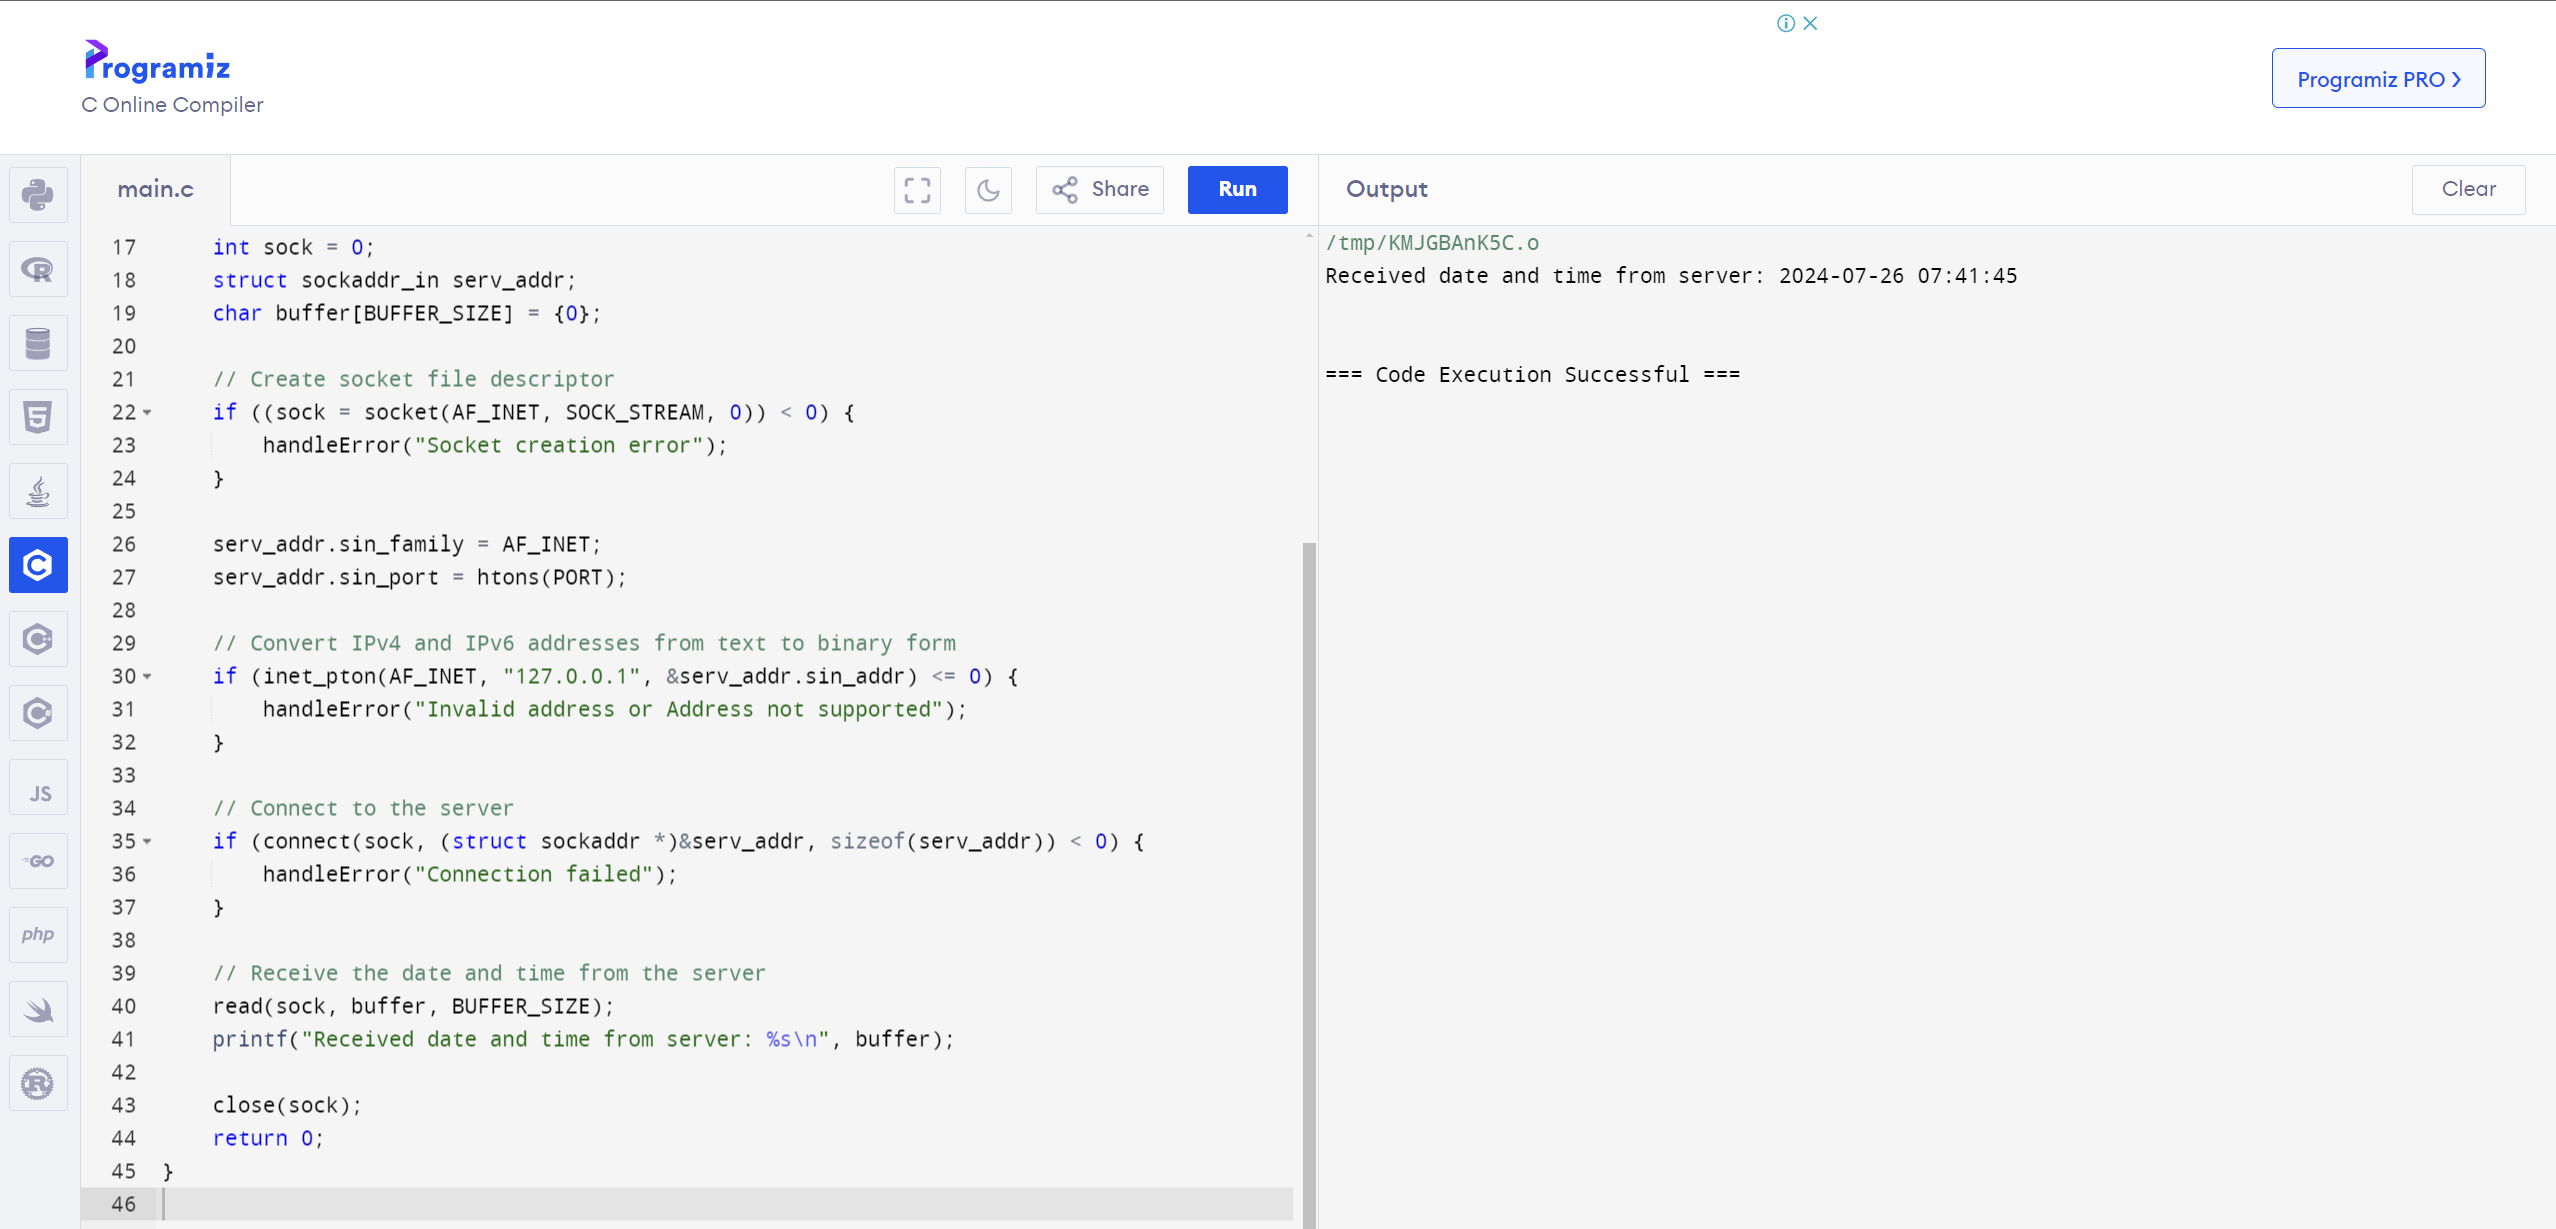 Programiz
C Online Compiler
Programiz PRO
main.c
Share
Run
Output
Clear
17 int sock = 0;
18 struct sockaddr_in serv_addr;
19 char buffer[BUFFER_SIZE] = {0};
20
21 // Create socket file descriptor
22 if ((sock = socket(AF_INET, SOCK_STREAM, 0)) < 0) {
23 handleError("Socket creation error");
24 }
25
26 serv_addr.sin_family = AF_INET;
27 serv_addr.sin_port = htons(PORT);
28
29 // Convert IPv4 and IPv6 addresses from text to binary form
30 if (inet_pton(AF_INET, "127.0.0.1", &serv_addr.sin_addr) <= 0) {
31 handleError("Invalid address or Address not supported");
32 }
33
34 // Connect to the server
35 if (connect(sock, (struct sockaddr *)&serv_addr, sizeof(serv_addr)) < 0) {
36 handleError("Connection failed");
37 }
38
39 // Receive the date and time from the server
40 read(sock, buffer, BUFFER_SIZE);
41 printf("Received date and time from server: %s\n", buffer);
42
43 close(sock);
44 return 0;
45 }
46
/tmp/KMJGBAnK5C.o
Received date and time from server: 2024-07-26 07:41:45
=== Code Execution Successful ===
R
5
C
C
C
JS
GO
php
R